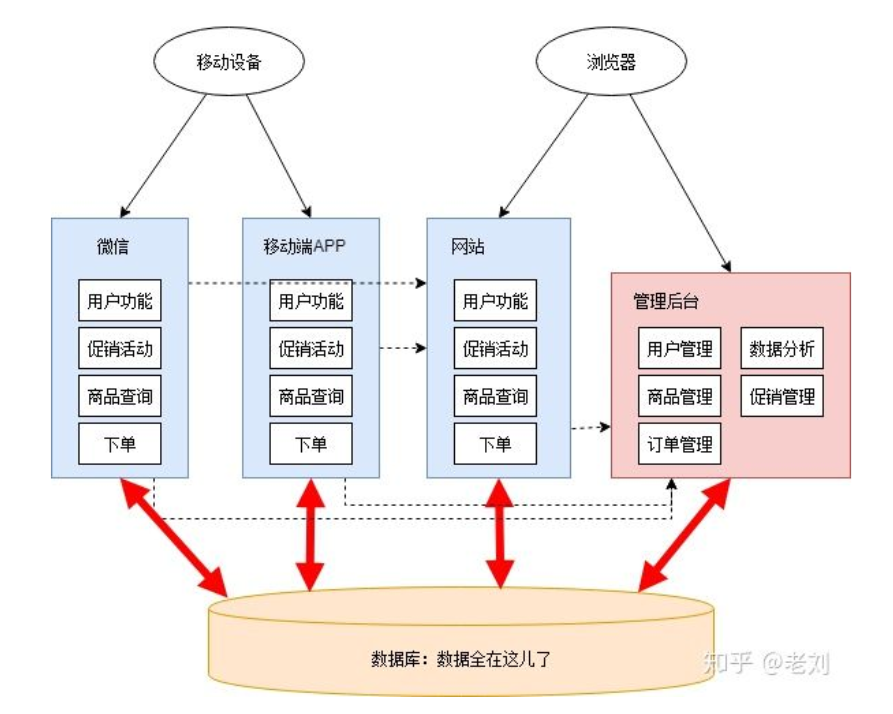 移动设备
浏览器
微信
用户功能
促销活动
商品查询
下单
移动端APP
用户功能
促销活动
商品查询
下单
网站
用户功能
促销活动
商品查询
下单
管理后台
用户管理
数据分析
商品管理
促销管理
订单管理
数据库：数据全在这儿了
知乎 @老刘